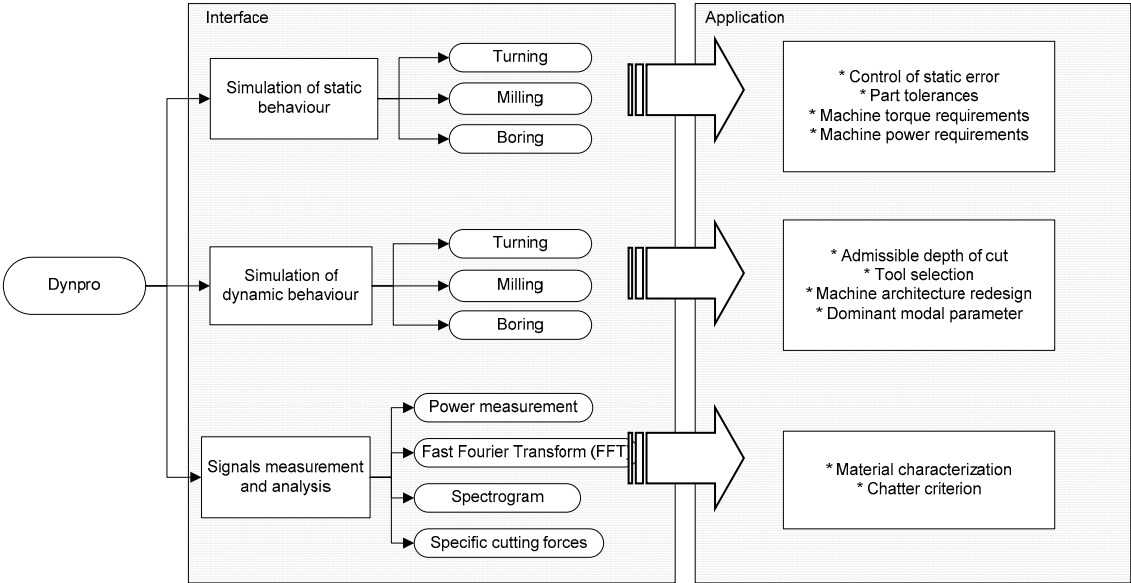 Interface
Application
Dynpro
Simulation of static
behaviour
Turning
Milling
Boring
* Control of static error
* Part tolerances
* Machine torque requirements
* Machine power requirements
Simulation of
dynamic behaviour
Turning
Milling
Boring
* Admissible depth of cut
* Tool selection
* Machine architecture redesign
* Dominant modal parameter
Signals measurement
and analysis
Power measurement
Fast Fourier Transform (FFT)
Spectrogram
Specific cutting forces
* Material characterization
* Chatter criterion